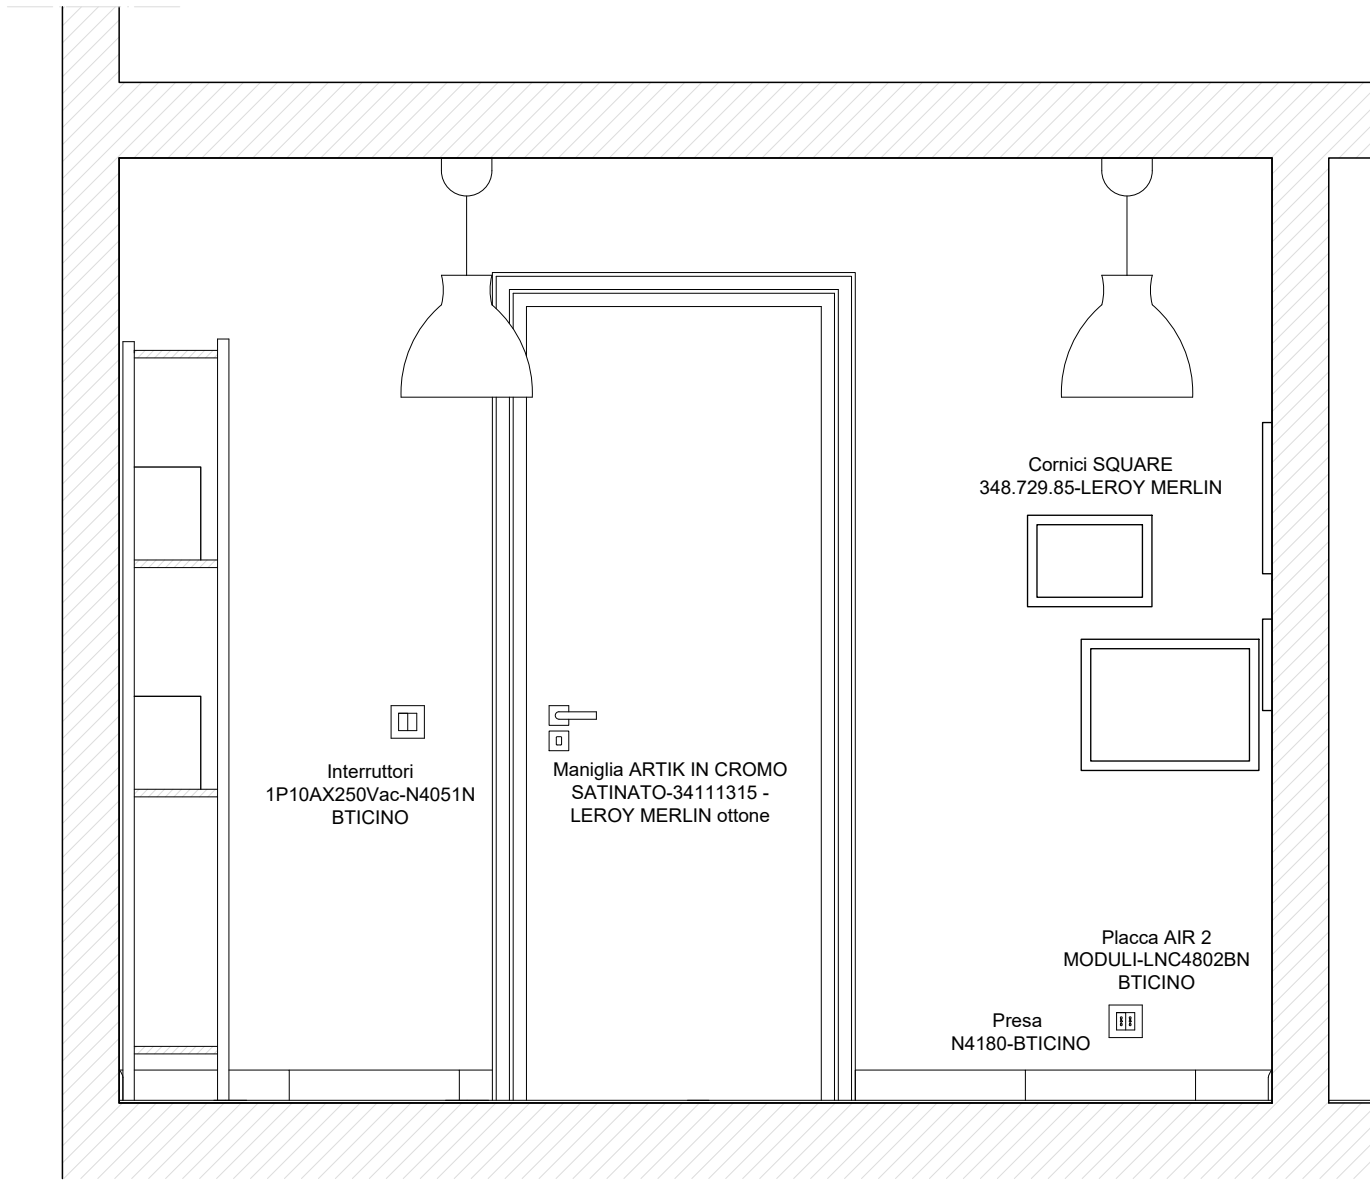 Cornici SQUARE
348.729.85-LEROY MERLIN
Interruttori
1P10AX250Vac-N4051N
BTICINO
Maniglia ARTIK IN CROMO
SATINATO-34111315 -
LEROY MERLIN ottone
Placca AIR 2
MODULI-LNC4802BN
BTICINO
Presa
N4180-BTICINO